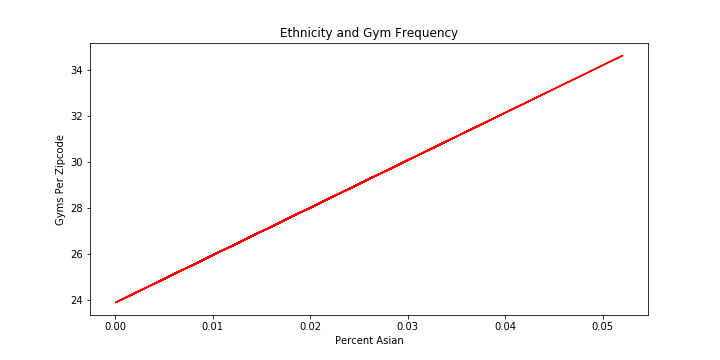 Ethnicity and Gym Frequency
Gyms Per Zipcode
34
32
30
28
26
24
0.00 0.01 0.02 0.03 0.04 0.05
Percent Asian